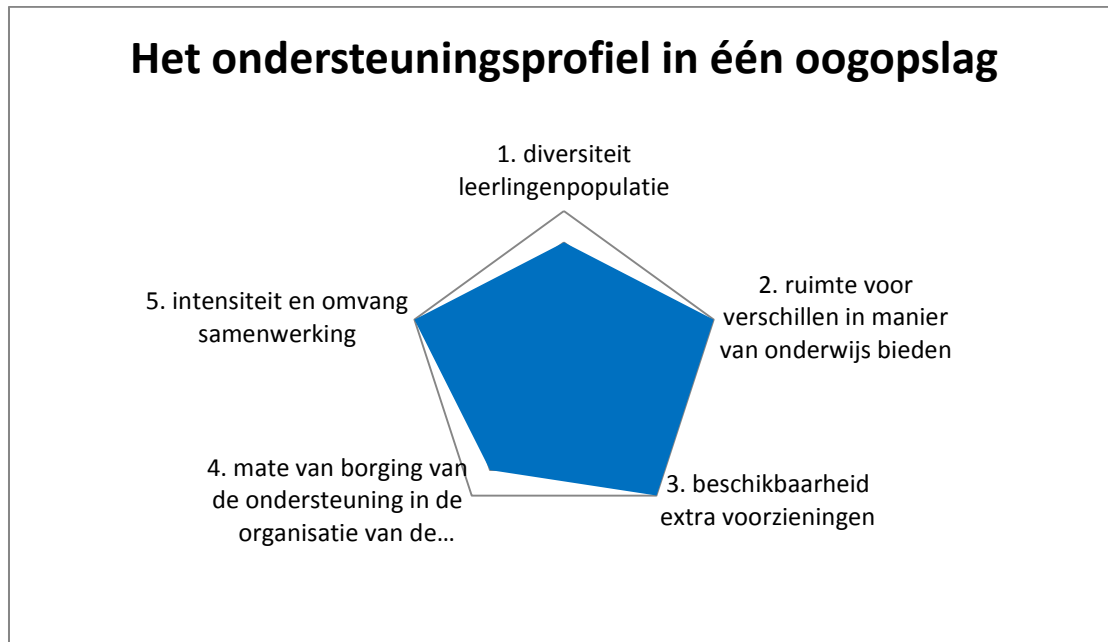 Het ondersteuningsprofiel in één oogopslag
1. diversiteit
leerlingenpopulatie
2. ruimte voor
verschillen in manier
van onderwijs bieden
3. beschikbaarheid
extra voorzieningen
4. mate van borging van
de ondersteuning in de
organisatie van de…
5. intensiteit en omvang
samenwerking